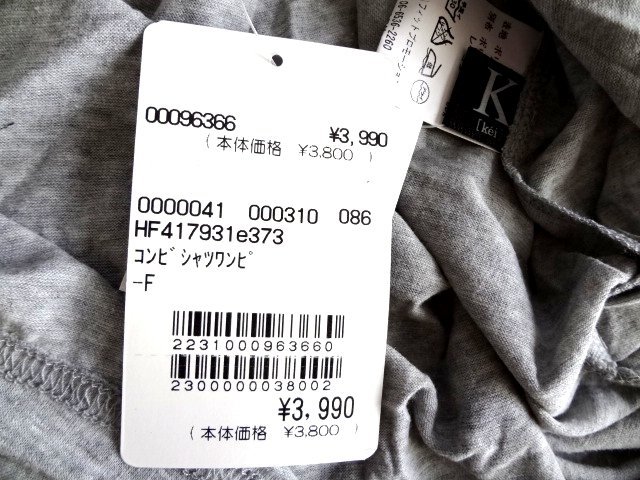 00096366 ¥3,990
(本体価格 ¥3,800)
0000041 000310 086
HF417931e373
ｺﾝﾋﾞｼｬﾂﾜﾝﾋﾟ
-F
2231000963660
2300000038002
¥3,990
(本体価格 ¥3,800)
K
[kéi]